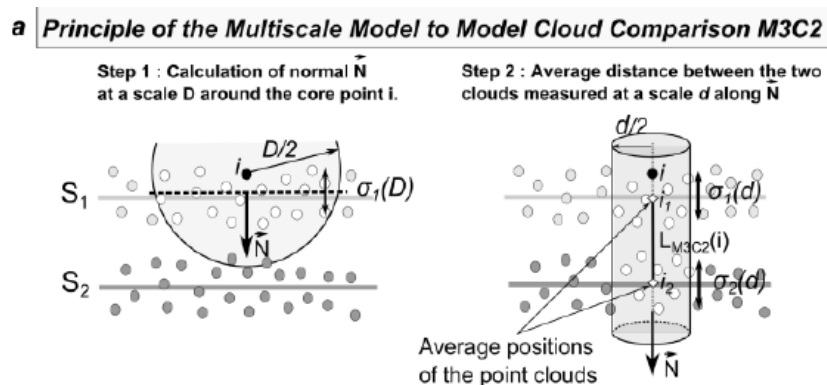 a Principle of the Multiscale Model to Model Cloud Comparison M3C2
Step 1 : Calculation of normal N⃗
at a scale D around the core point i.
Step 2 : Average distance between the two
clouds measured at a scale d along N⃗
D/2
i
S₁
σ₁(D)
N⃗
S₂
d/2
i
i₁
σ₁(d)
L_M3C2(i)
i₂
σ₂(d)
Average positions
of the point clouds
N⃗